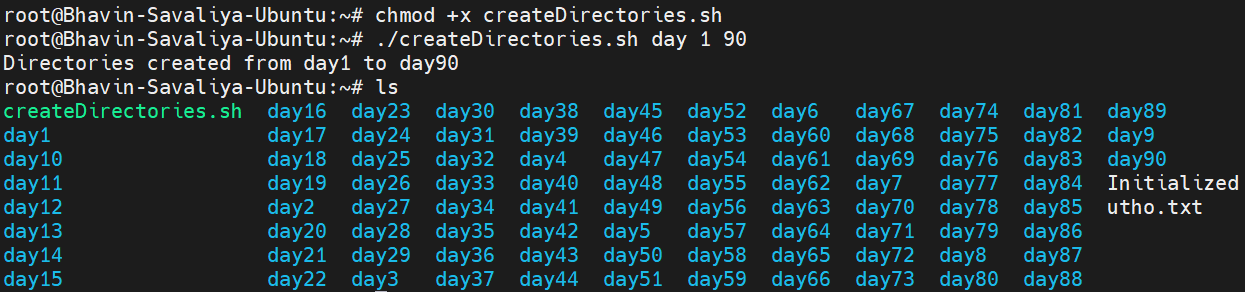 root@Bhavin-Savaliya-Ubuntu:~# chmod +x createDirectories.sh
root@Bhavin-Savaliya-Ubuntu:~# ./createDirectories.sh day 1 90
Directories created from day1 to day90
root@Bhavin-Savaliya-Ubuntu:~# ls
createDirectories.sh  day16  day23  day30  day38  day45  day52  day6   day67  day74  day81  day89
day1                  day17  day24  day31  day39  day46  day53  day60  day68  day75  day82  day9
day10                 day18  day25  day32  day4   day47  day54  day61  day69  day76  day83  day90
day11                 day19  day26  day33  day40  day48  day55  day62  day7   day77  day84  Initialized
day12                 day2   day27  day34  day41  day49  day56  day63  day70  day78  day85  utho.txt
day13                 day20  day28  day35  day42  day5   day57  day64  day71  day79  day86
day14                 day21  day29  day36  day43  day50  day58  day65  day72  day8   day87
day15                 day22  day3   day37  day44  day51  day59  day66  day73  day80  day88